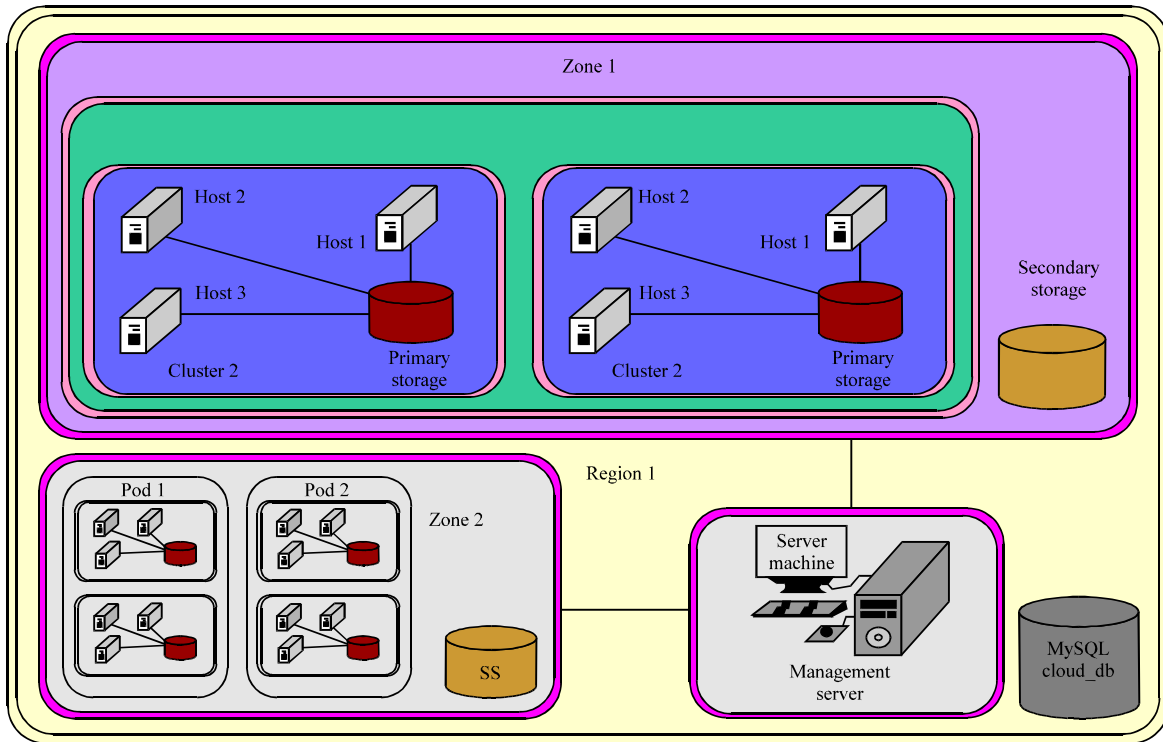 Zone 1
Host 2
Host 1
Host 3
Cluster 2
Primary
storage
Host 2
Host 1
Host 3
Cluster 2
Primary
storage
Secondary
storage
Region 1
Pod 1
Pod 2
Zone 2
SS
Server
machine
Management
server
MySQL
cloud_db